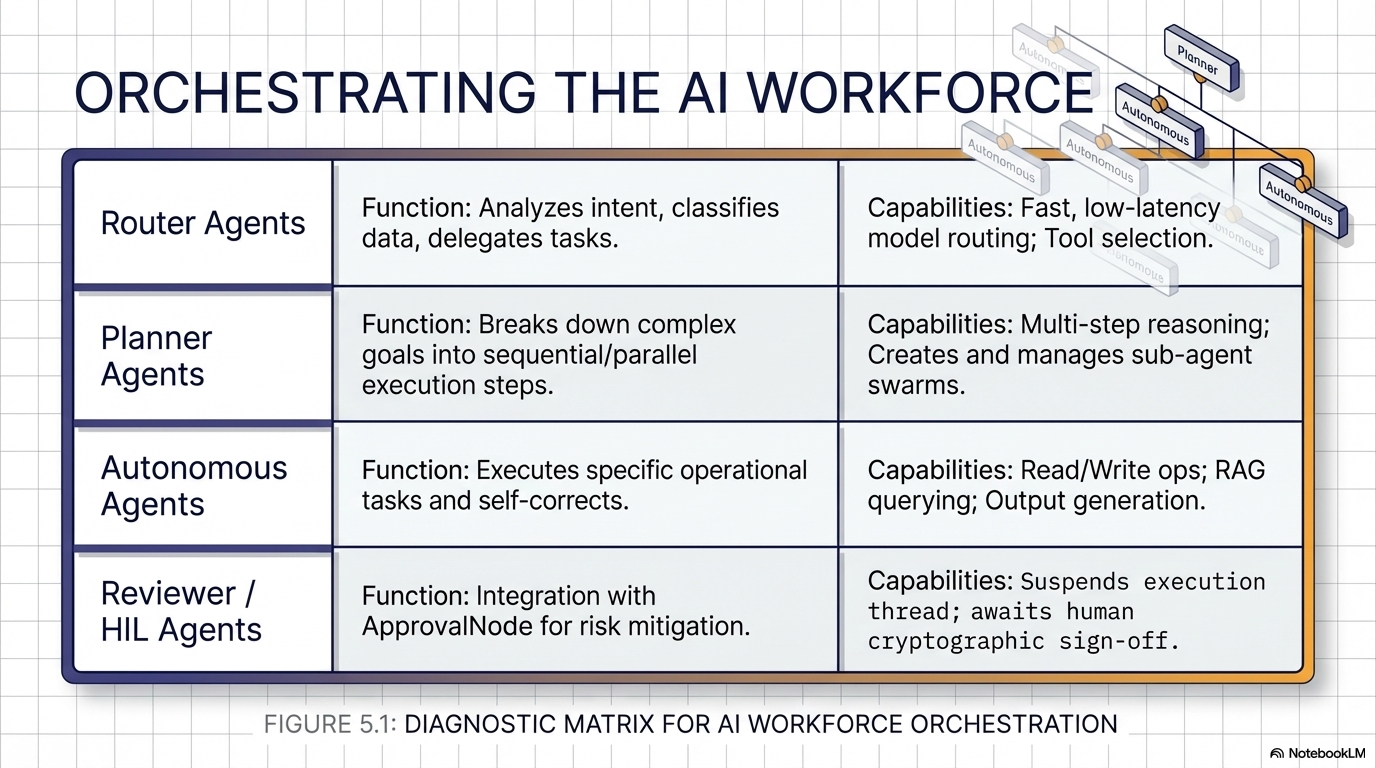 ORCHESTRATING THE AI WORKFORCE
Planner
Autonomous
Autonomous
Autonomous
Autonomous
Autonomous
Autonomous
Autonomous
Router Agents
Function: Analyzes intent, classifies
data, delegates tasks.
Capabilities: Fast, low-latency
model routing; Tool selection.
Planner
Agents
Function: Breaks down complex
goals into sequential/parallel
execution steps.
Capabilities: Multi-step reasoning;
Creates and manages sub-agent
swarms.
Autonomous
Agents
Function: Executes specific operational
tasks and self-corrects.
Capabilities: Read/Write ops; RAG
querying; Output generation.
Reviewer /
HIL Agents
Function: Integration with
ApprovalNode for risk mitigation.
Capabilities: Suspends execution
thread; awaits human
cryptographic sign-off.
FIGURE 5.1: DIAGNOSTIC MATRIX FOR AI WORKFORCE ORCHESTRATION
NotebookLM